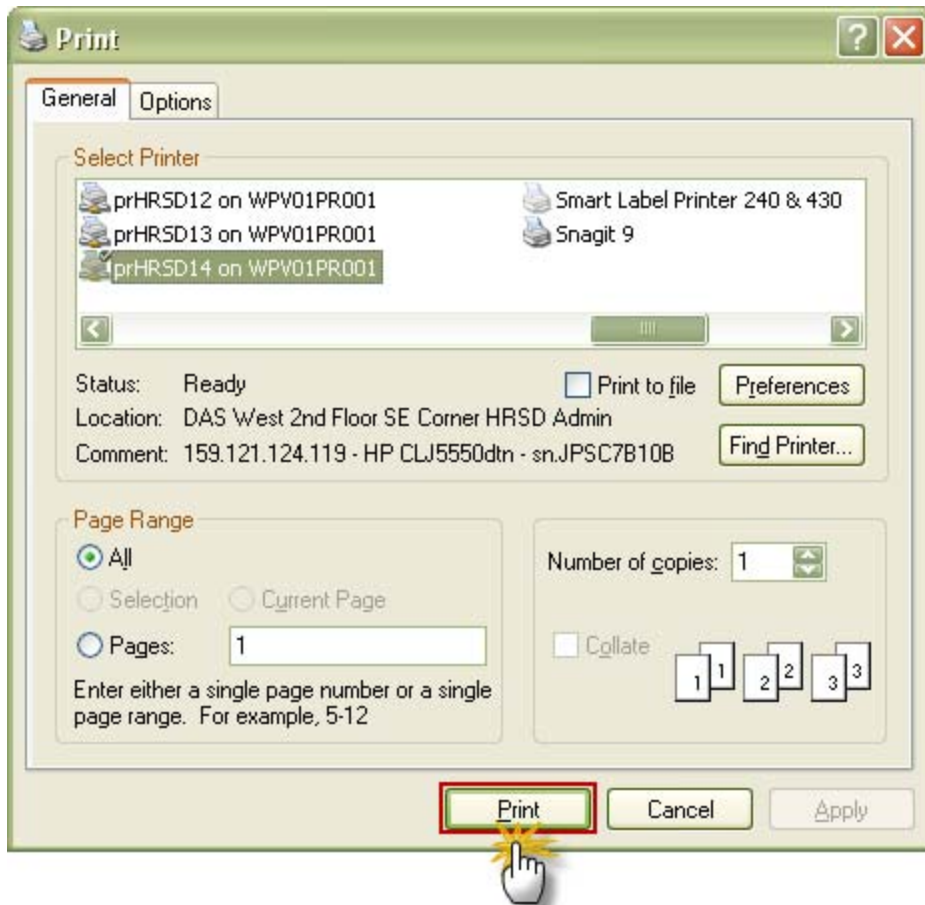 Print
General Options
Select Printer
prHRSD12 on WPV01PR001
prHRSD13 on WPV01PR001
prHRSD14 on WPV01PR001
Smart Label Printer 240 & 430
Snagit 9
Status: Ready
Print to file
Preferences
Location: DAS West 2nd Floor SE Corner HRSD Admin
Comment: 159.121.124.119 - HP CLJ5550dtn - sn.JPSC7B10B
Find Printer...
Page Range
All
Selection Current Page
Pages: 1
Enter either a single page number or a single
page range. For example, 5-12
Number of copies: 1
Collate
1 1 2 2 3 3
Print Cancel Apply